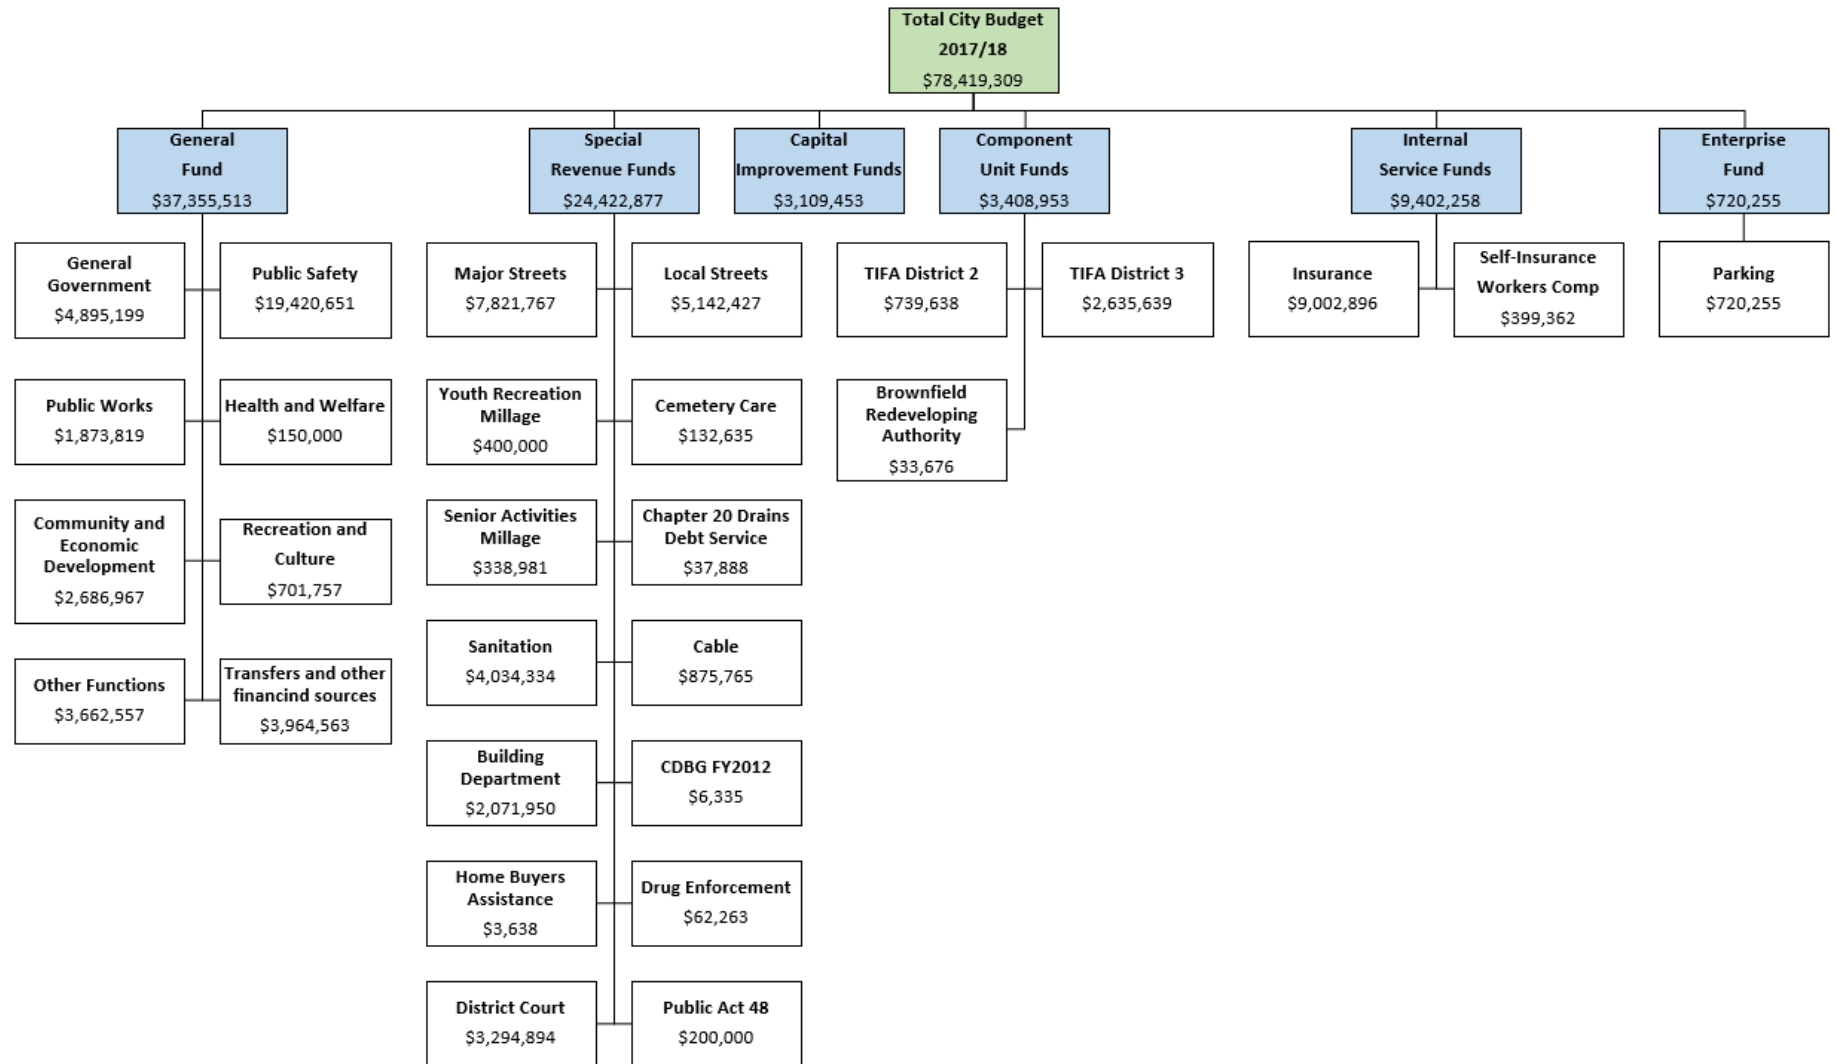 Total City Budget
2017/18
$78,419,309
General
Fund
$37,355,513
Special
Revenue Funds
$24,422,877
Capital
Improvement Funds
$3,109,453
Component
Unit Funds
$3,408,953
Internal
Service Funds
$9,402,258
Enterprise
Fund
$720,255
General
Government
$4,895,199
Public Safety
$19,420,651
Public Works
$1,873,819
Health and Welfare
$150,000
Community and
Economic
Development
$2,686,967
Recreation and
Culture
$701,757
Other Functions
$3,662,557
Transfers and other
financind sources
$3,964,563
Major Streets
$7,821,767
Local Streets
$5,142,427
Youth Recreation
Millage
$400,000
Cemetery Care
$132,635
Senior Activities
Millage
$338,981
Chapter 20 Drains
Debt Service
$37,888
Sanitation
$4,034,334
Cable
$875,765
Building
Department
$2,071,950
CDBG FY2012
$6,335
Home Buyers
Assistance
$3,638
Drug Enforcement
$62,263
District Court
$3,294,894
Public Act 48
$200,000
TIFA District 2
$739,638
TIFA District 3
$2,635,639
Brownfield
Redeveloping
Authority
$33,676
Insurance
$9,002,896
Self-Insurance
Workers Comp
$399,362
Parking
$720,255